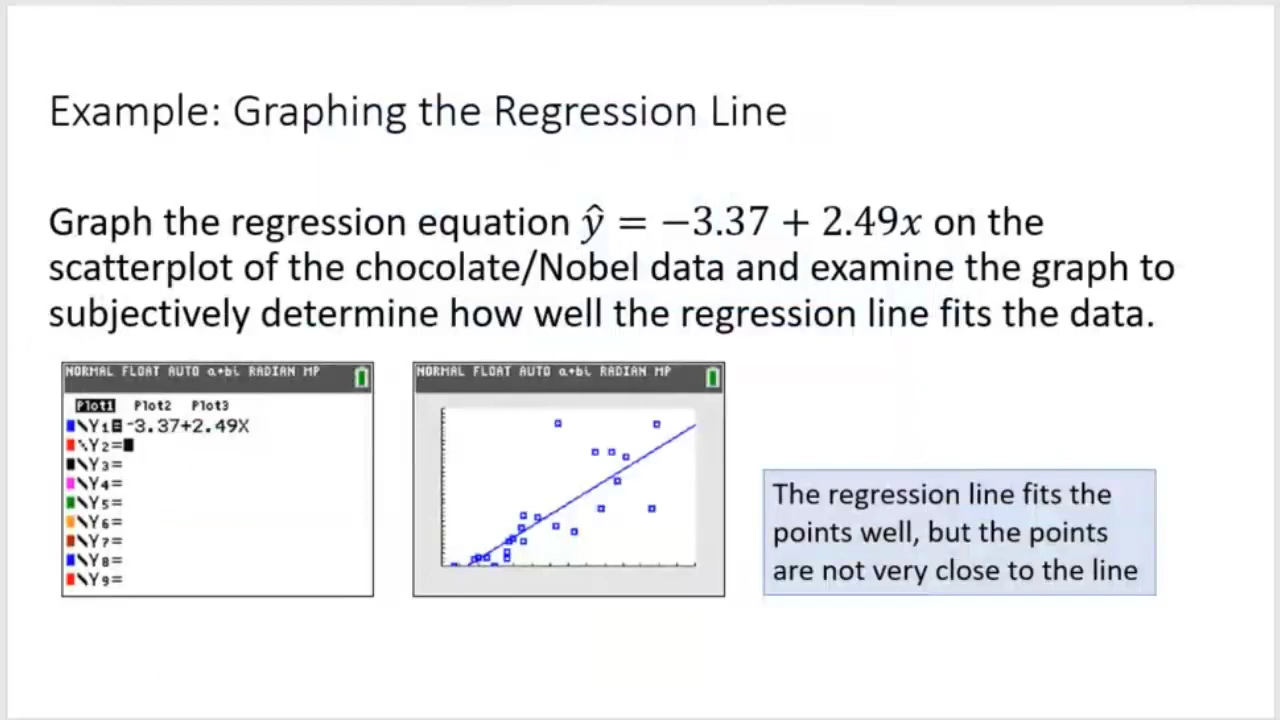 Example: Graphing the Regression Line
Graph the regression equation ŷ = −3.37 + 2.49x on the
scatterplot of the chocolate/Nobel data and examine the graph to
subjectively determine how well the regression line fits the data.
NORMAL FLOAT AUTO a+bi RADIAN MP
Plot1 Plot2 Plot3
\Y1=-3.37+2.49X
\Y2=
\Y3=
\Y4=
\Y5=
\Y6=
\Y7=
\Y8=
\Y9=
NORMAL FLOAT AUTO a+bi RADIAN MP
The regression line fits the
points well, but the points
are not very close to the line